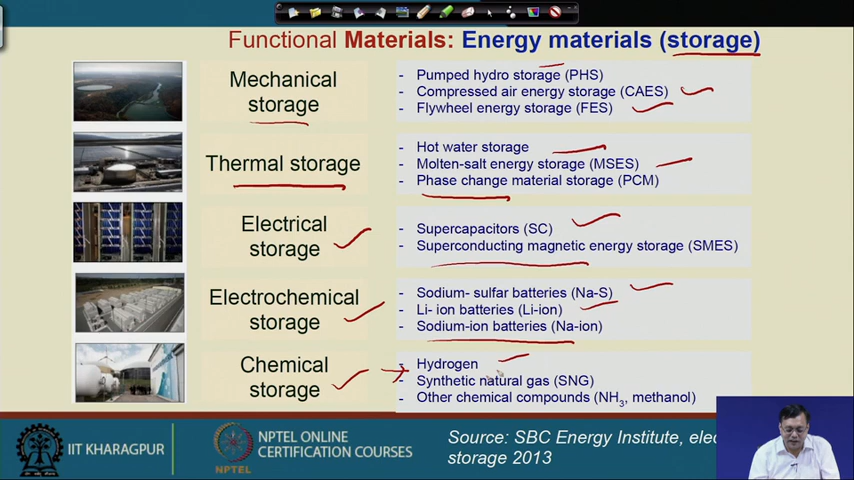 Functional Materials: Energy materials (storage)
Mechanical
storage
- Pumped hydro storage (PHS)
- Compressed air energy storage (CAES)
- Flywheel energy storage (FES)
Thermal storage
- Hot water storage
- Molten-salt energy storage (MSES)
- Phase change material storage (PCM)
Electrical
storage
- Supercapacitors (SC)
- Superconducting magnetic energy storage (SMES)
Electrochemical
storage
- Sodium- sulfar batteries (Na-S)
- Li- ion batteries (Li-ion)
- Sodium-ion batteries (Na-ion)
Chemical
storage
- Hydrogen
- Synthetic natural gas (SNG)
- Other chemical compounds (NH3, methanol)
IIT KHARAGPUR
NPTEL
NPTEL ONLINE
CERTIFICATION COURSES
Source: SBC Energy Institute, elec
storage 2013